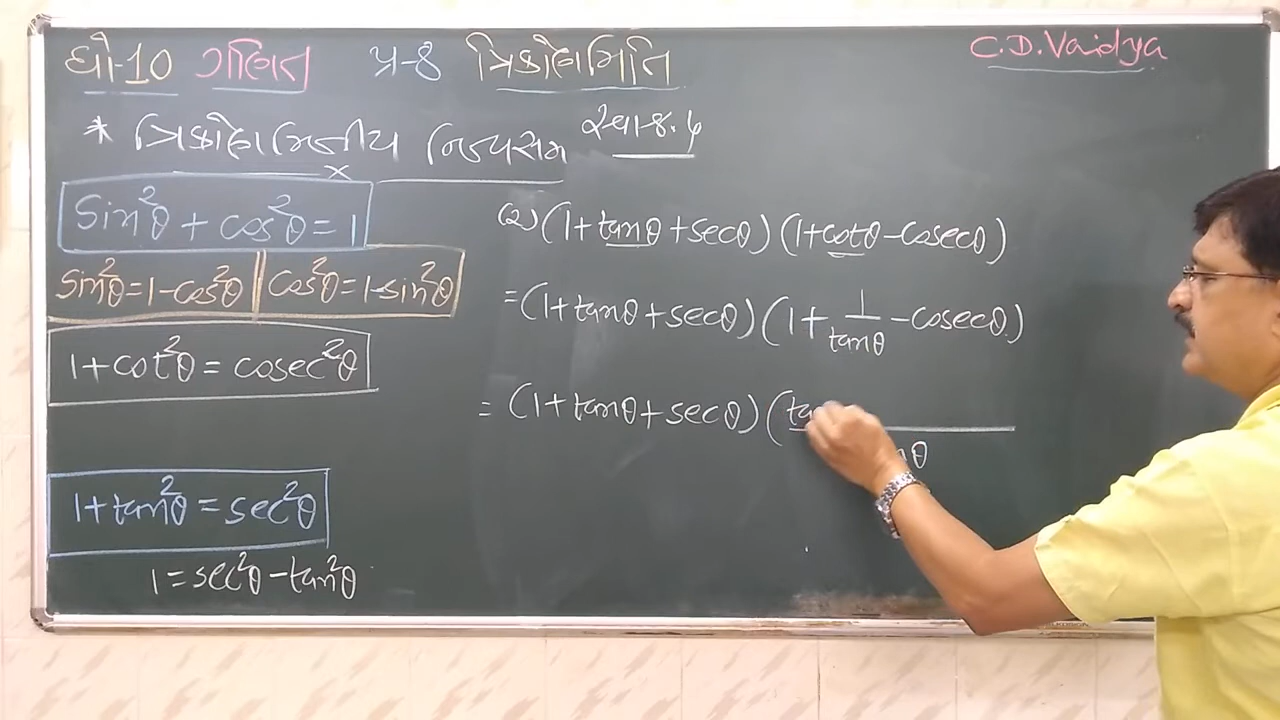 ધો-10 ગણિત પ્ર-8 ત્રિકોણમિતિ
C.D.Vaidya
* ત્રિકોણમિતીય નિત્યસમ સ્વા-8.4
Sin²θ + cos²θ = 1
Sin²θ=1-cos²θ || cos²θ=1-sin²θ
1+cot²θ = cosec²θ
1+tan²θ = sec²θ
1=sec²θ-tan²θ
(2) (1+tanθ+secθ)(1+cotθ-cosecθ)
=(1+tanθ+secθ)(1+1/tanθ-cosecθ)
= (1+tanθ+secθ)(ta
nθ